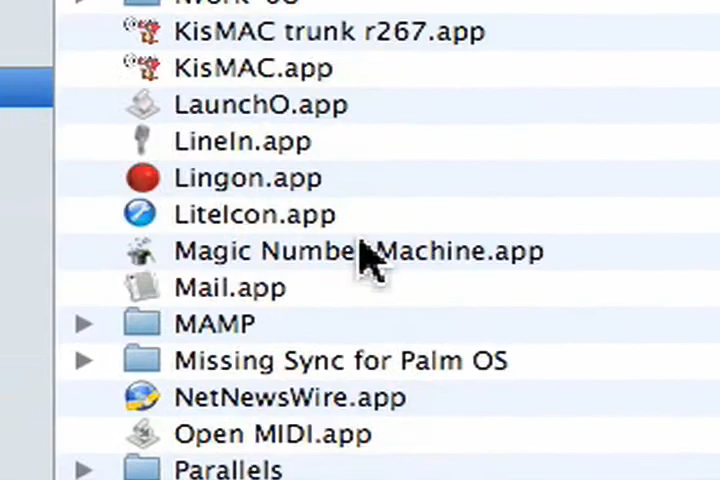 KisMAC trunk r267.app
KisMAC.app
LaunchO.app
LineIn.app
Lingon.app
LiteIcon.app
Magic Number Machine.app
Mail.app
MAMP
Missing Sync for Palm OS
NetNewsWire.app
Open MIDI.app
Parallels